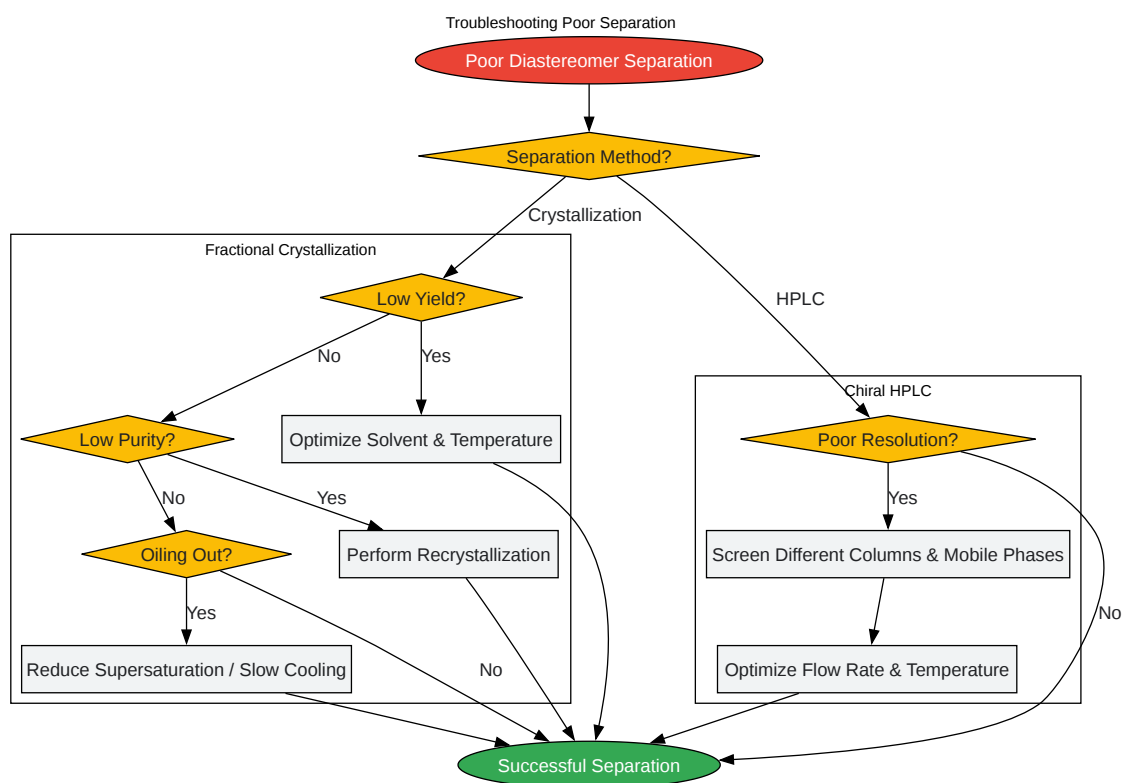 Troubleshooting Poor Separation
Poor Diastereomer Separation
Separation Method?
Crystallization
Fractional Crystallization
Low Yield?
HPLC
No
Yes
Chiral HPLC
Low Purity?
Optimize Solvent & Temperature
Poor Resolution?
No
Yes
Yes
Oiling Out?
Perform Recrystallization
Screen Different Columns & Mobile Phases
Yes
No
Reduce Supersaturation / Slow Cooling
No
Optimize Flow Rate & Temperature
Successful Separation